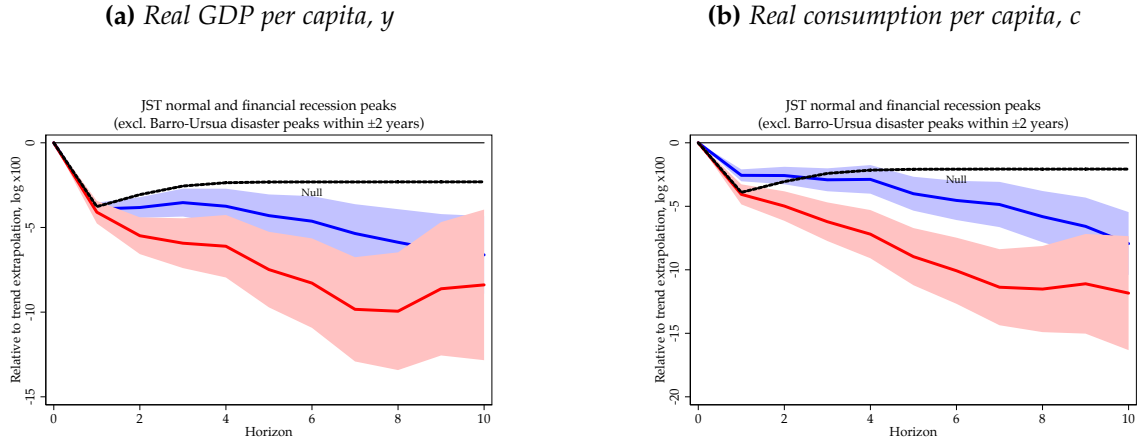 (a) Real GDP per capita, y
JST normal and financial recession peaks
(excl. Barro-Ursua disaster peaks within ±2 years)
Relative to trend extrapolation, log x100
0
-5
-10
-15
Null
0 2 4 6 8 10
Horizon
(b) Real consumption per capita, c
JST normal and financial recession peaks
(excl. Barro-Ursua disaster peaks within ±2 years)
Relative to trend extrapolation, log x100
0
-5
-10
-15
-20
Null
0 2 4 6 8 10
Horizon